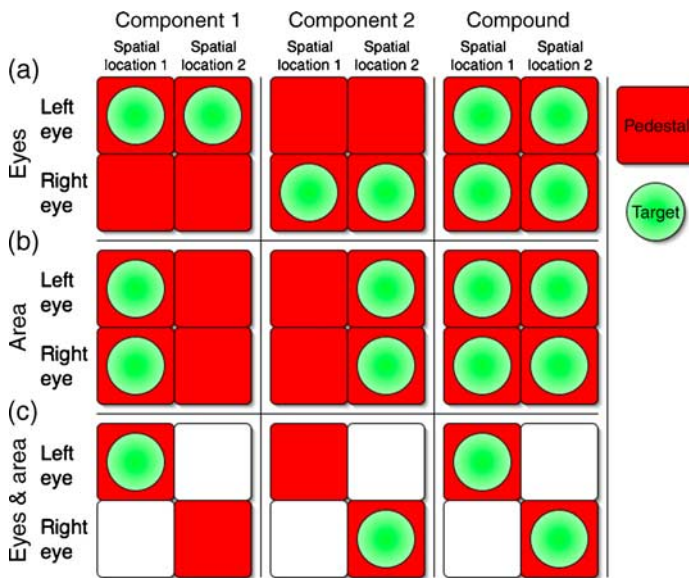 Component 1 Component 2 Compound
Spatial location 1 Spatial location 2 Spatial location 1 Spatial location 2 Spatial location 1 Spatial location 2
(a)
Eyes
Left eye
Right eye
Pedestal
Target
(b)
Area
Left eye
Right eye
(c)
Eyes & area
Left eye
Right eye